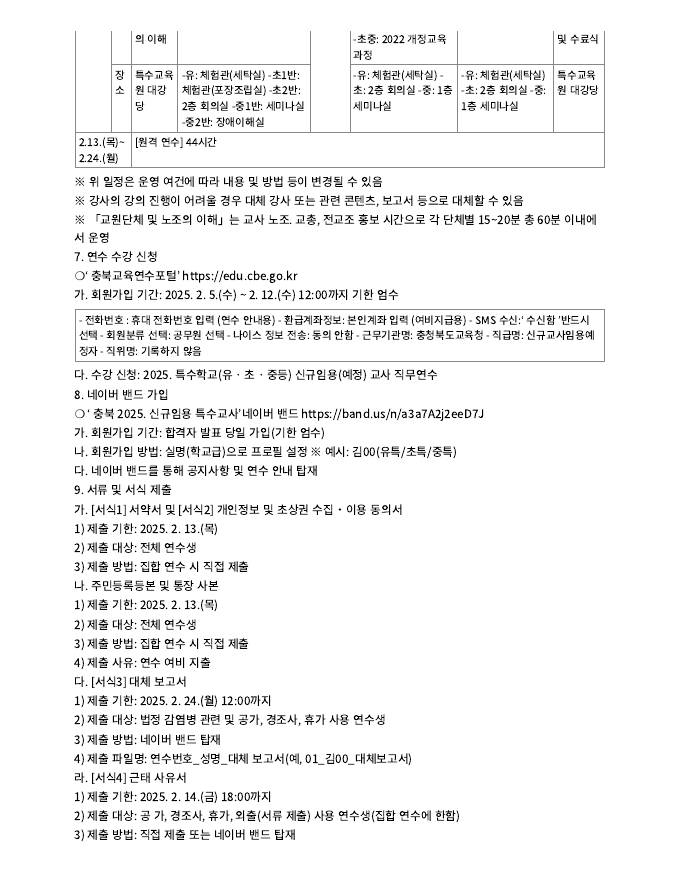 의 이해
-초중: 2022 개정교육
과정
및 수료식
장
소
특수교육
원 대강
당
-유: 체험관(세탁실) -초1반:
체험관(포장조립실) -초2반:
2층 회의실 -중1반: 세미나실
-중2반: 장애이해실
-유: 체험관(세탁실) -
초: 2층 회의실 -중: 1층
세미나실
-유: 체험관(세탁실)
-초: 2층 회의실 -중:
1층 세미나실
특수교육
원 대강당
2.13.(목)~
2.24.(월)
[원격 연수] 44시간
※ 위 일정은 운영 여건에 따라 내용 및 방법 등이 변경될 수 있음
※ 강사의 강의 진행이 어려울 경우 대체 강사 또는 관련 콘텐츠, 보고서 등으로 대체할 수 있음
※ 「교원단체 및 노조의 이해」는 교사 노조. 교총, 전교조 홍보 시간으로 각 단체별 15~20분 총 60분 이내에
서 운영
7. 연수 수강 신청
❍‘ 충북교육연수포털’ https://edu.cbe.go.kr
가. 회원가입 기간: 2025. 2. 5.(수) ~ 2. 12.(수) 12:00까지 기한 엄수
- 전화번호 : 휴대 전화번호 입력 (연수 안내용) - 환급계좌정보: 본인계좌 입력 (여비지급용) - SMS 수신:‘ 수신함 ’반드시
선택 - 회원분류 선택: 공무원 선택 - 나이스 정보 전송: 동의 안함 - 근무기관명: 충청북도교육청 - 직급명: 신규교사임용예
정자 - 직위명: 기록하지 않음
다. 수강 신청: 2025. 특수학교(유 · 초 · 중등) 신규임용(예정) 교사 직무연수
8. 네이버 밴드 가입
❍ ‘ 충북 2025. 신규임용 특수교사’네이버 밴드 https://band.us/n/a3a7A2j2eeD7J
가. 회원가입 기간: 합격자 발표 당일 가입(기한 엄수)
나. 회원가입 방법: 실명(학교급)으로 프로필 설정 ※ 예시: 김00(유특/초특/중특)
다. 네이버 밴드를 통해 공지사항 및 연수 안내 탑재
9. 서류 및 서식 제출
가. [서식1] 서약서 및 [서식2] 개인정보 및 초상권 수집・이용 동의서
1) 제출 기한: 2025. 2. 13.(목)
2) 제출 대상: 전체 연수생
3) 제출 방법: 집합 연수 시 직접 제출
나. 주민등록등본 및 통장 사본
1) 제출 기한: 2025. 2. 13.(목)
2) 제출 대상: 전체 연수생
3) 제출 방법: 집합 연수 시 직접 제출
4) 제출 사유: 연수 여비 지출
다. [서식3] 대체 보고서
1) 제출 기한: 2025. 2. 24.(월) 12:00까지
2) 제출 대상: 법정 감염병 관련 및 공가, 경조사, 휴가 사용 연수생
3) 제출 방법: 네이버 밴드 탑재
4) 제출 파일명: 연수번호_성명_대체 보고서(예, 01_김00_대체보고서)
라. [서식4] 근태 사유서
1) 제출 기한: 2025. 2. 14.(금) 18:00까지
2) 제출 대상: 공 가, 경조사, 휴가, 외출(서류 제출) 사용 연수생(집합 연수에 한함)
3) 제출 방법: 직접 제출 또는 네이버 밴드 탑재